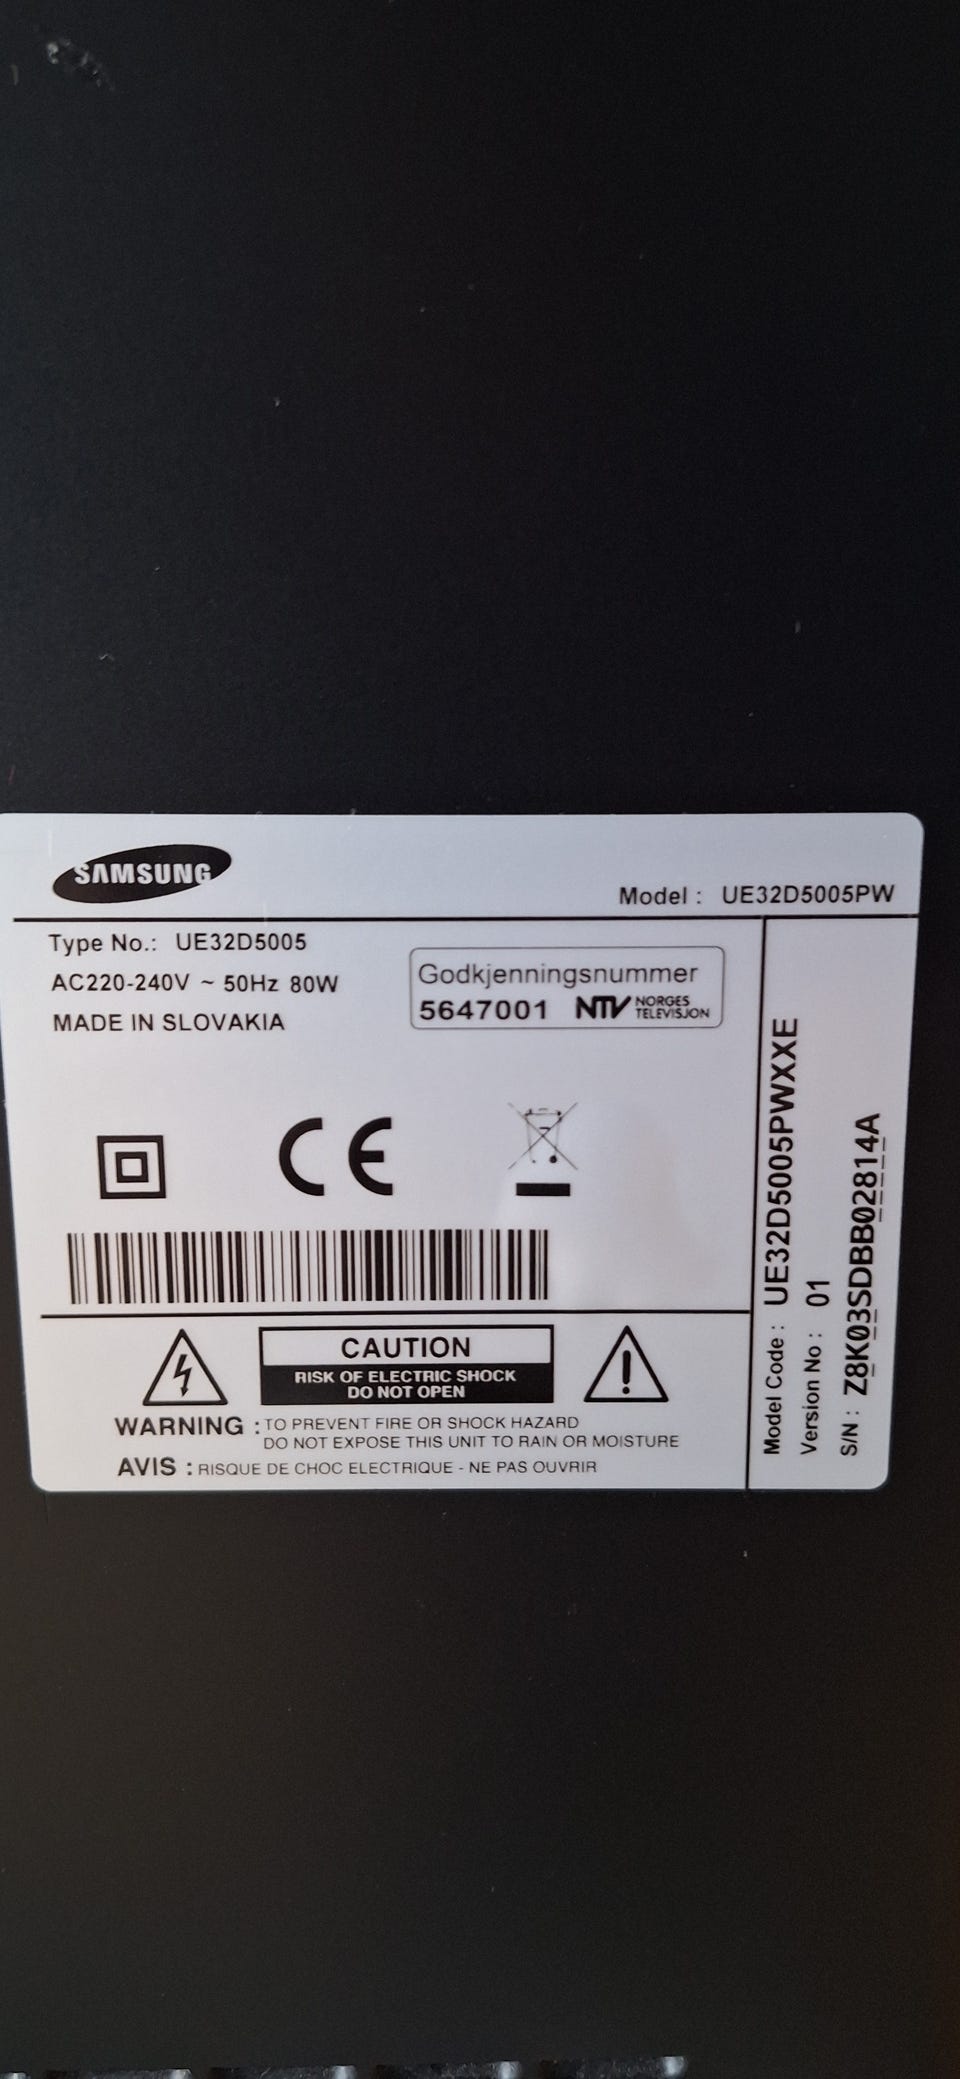 SAMSUNG
Model : UE32D5005PW
Type No.: UE32D5005
AC220-240V ~ 50Hz 80W
MADE IN SLOVAKIA
Godkjenningsnummer
5647001 NTV NORGES TELEVISJON
CE
CAUTION
RISK OF ELECTRIC SHOCK
DO NOT OPEN
WARNING : TO PREVENT FIRE OR SHOCK HAZARD
DO NOT EXPOSE THIS UNIT TO RAIN OR MOISTURE
AVIS : RISQUE DE CHOC ELECTRIQUE - NE PAS OUVRIR
Model Code : UE32D5005PWXXE
Version No : 01
S/N : Z8K03SDBB02814A